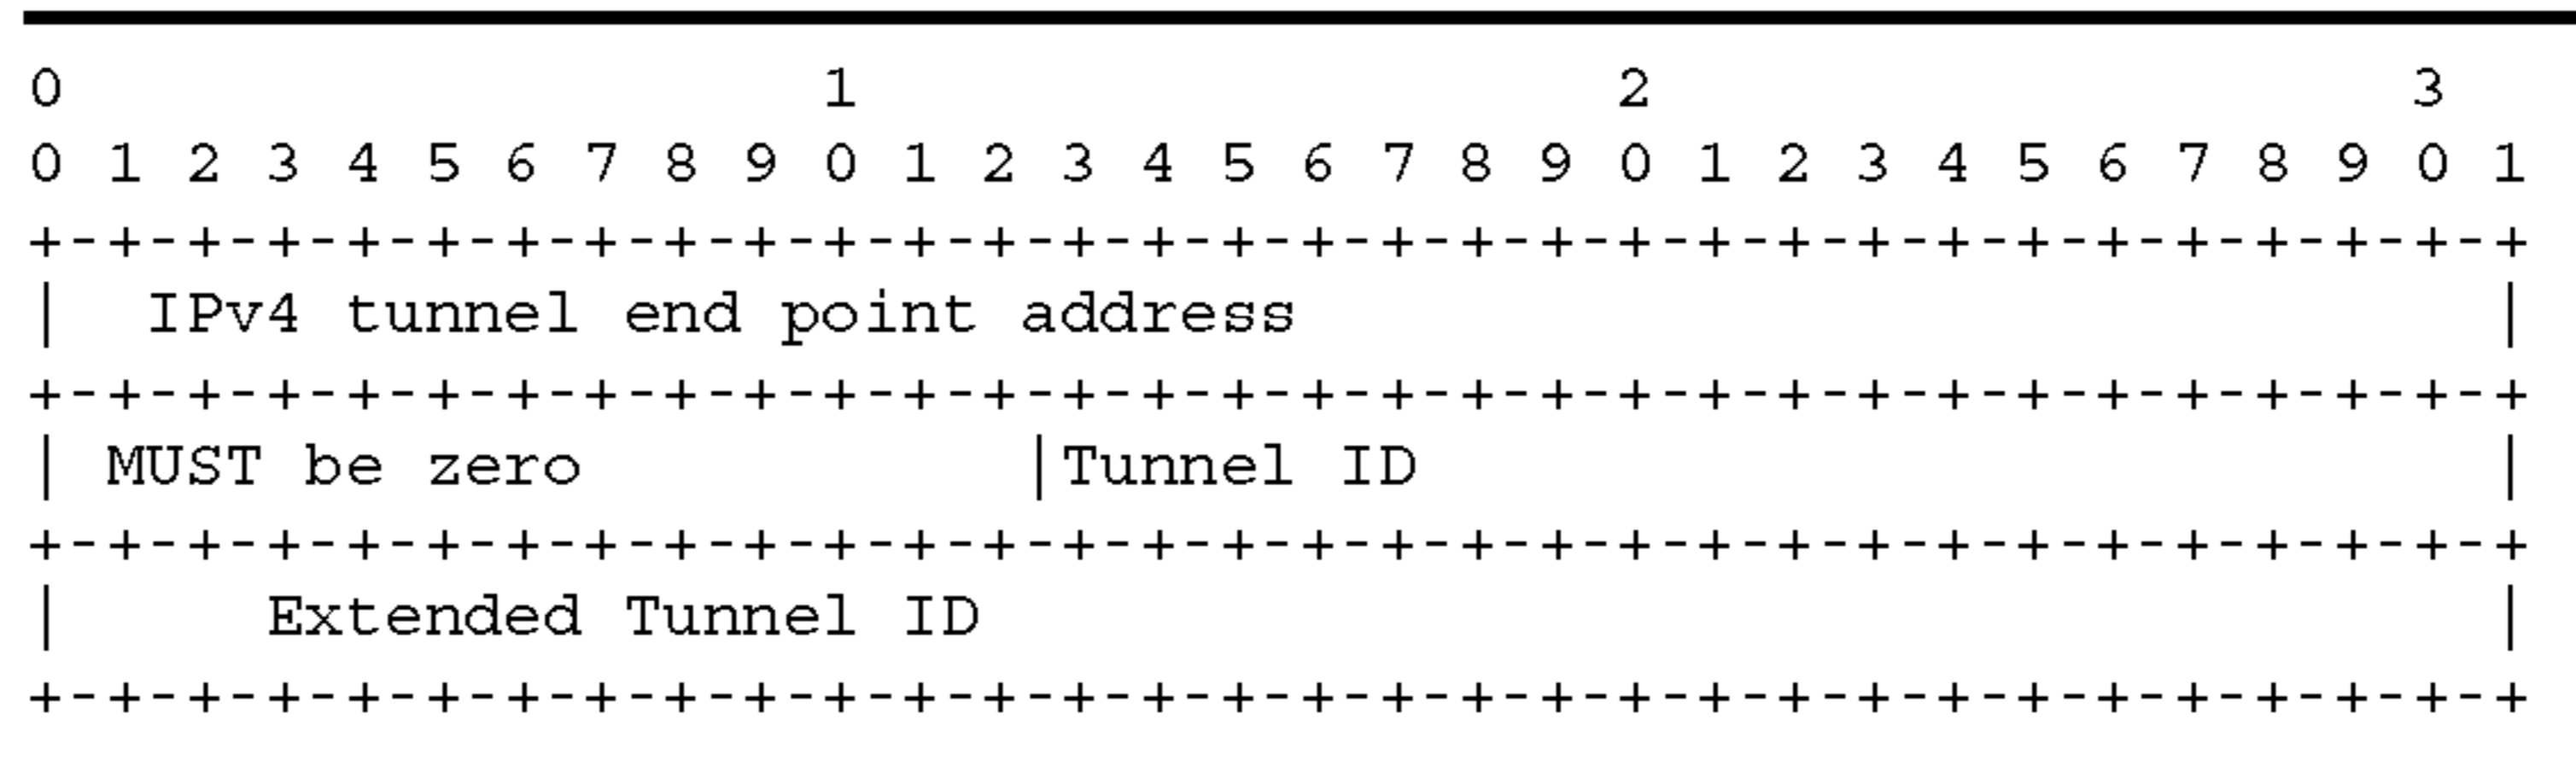 0                   1                   2                   3
0 1 2 3 4 5 6 7 8 9 0 1 2 3 4 5 6 7 8 9 0 1 2 3 4 5 6 7 8 9 0 1
+-+-+-+-+-+-+-+-+-+-+-+-+-+-+-+-+-+-+-+-+-+-+-+-+-+-+-+-+-+-+-+
|  IPv4 tunnel end point address                              |
+-+-+-+-+-+-+-+-+-+-+-+-+-+-+-+-+-+-+-+-+-+-+-+-+-+-+-+-+-+-+-+
| MUST be zero           |Tunnel ID                           |
+-+-+-+-+-+-+-+-+-+-+-+-+-+-+-+-+-+-+-+-+-+-+-+-+-+-+-+-+-+-+-+
|     Extended Tunnel ID                                      |
+-+-+-+-+-+-+-+-+-+-+-+-+-+-+-+-+-+-+-+-+-+-+-+-+-+-+-+-+-+-+-+